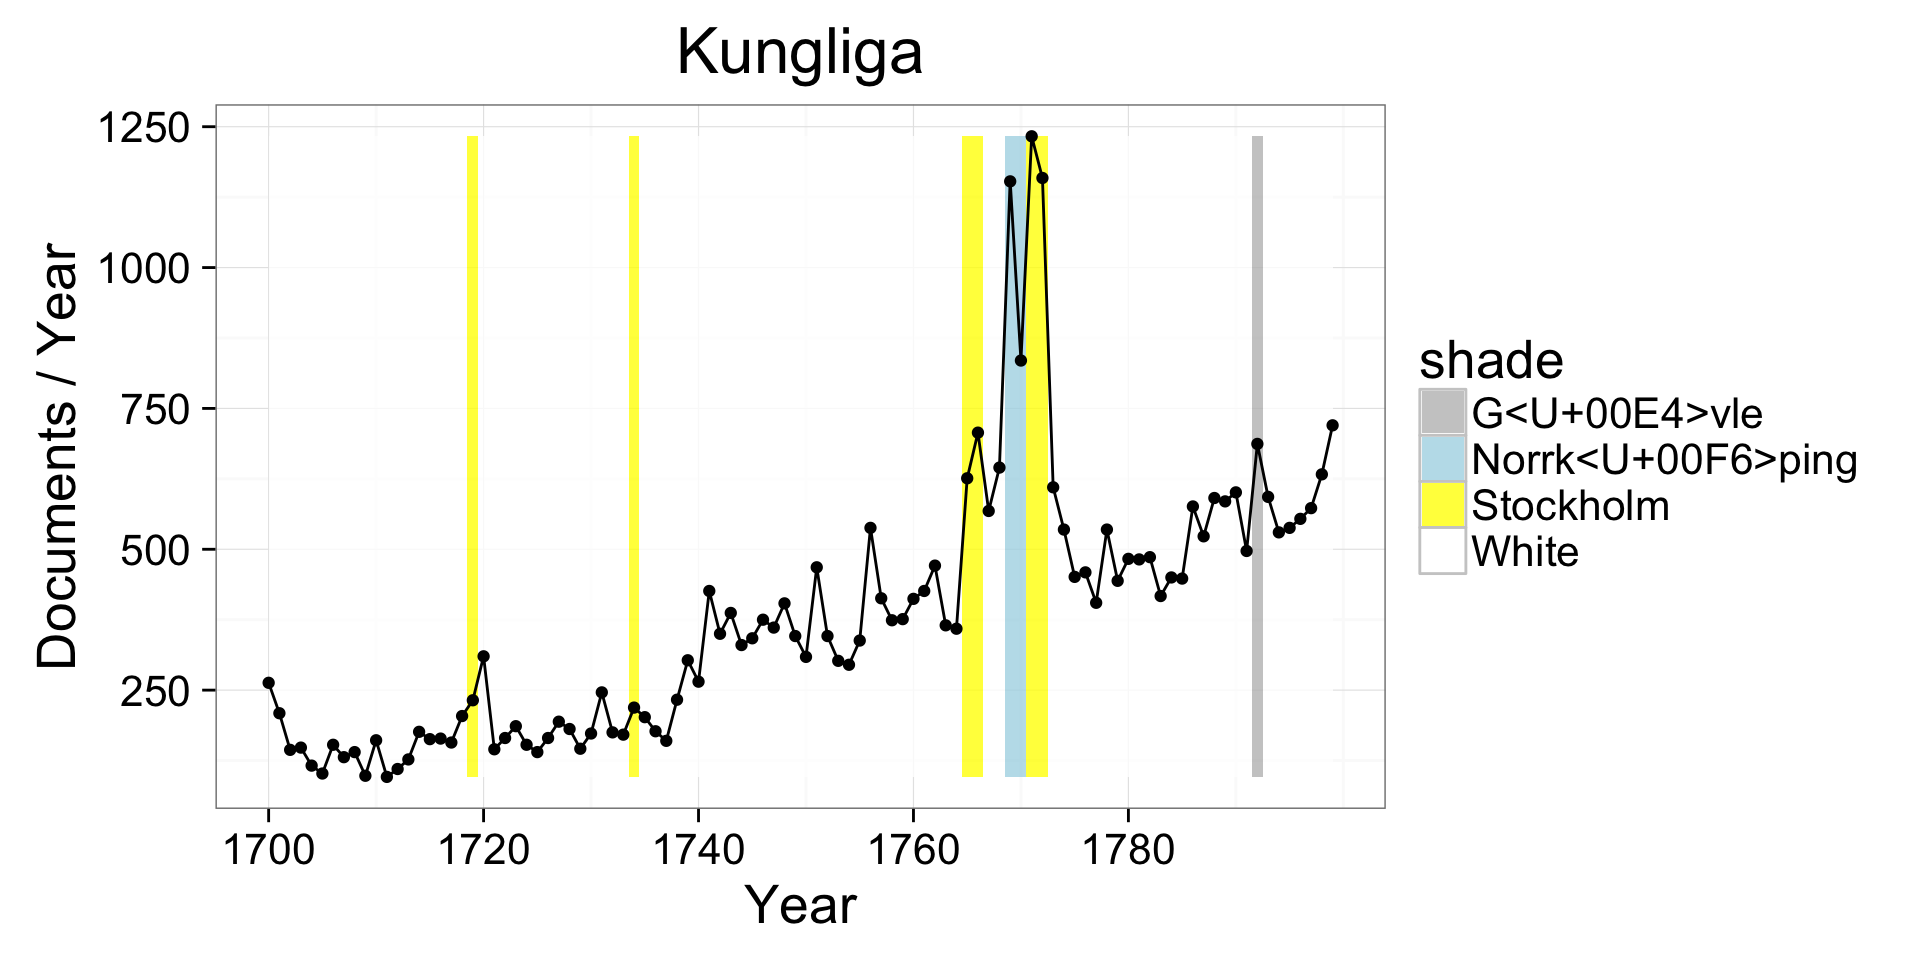 Kungliga
1250
1000
750
500
250
Documents / Year
1700 1720 1740 1760 1780
Year
shade
G<U+00E4>vle
Norrk<U+00F6>ping
Stockholm
White